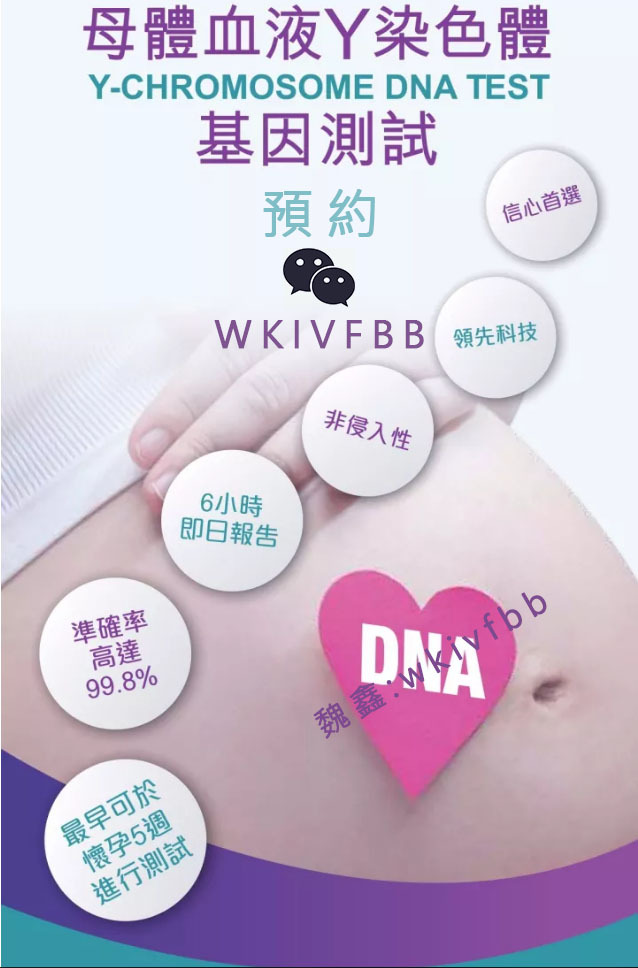 母體血液Y染色體
Y-CHROMOSOME DNA TEST
基因測試
預約
WKIVFBB
信心首選
領先科技
非侵入性
6小時
即日報告
準確率
高達
99.8%
最早可於
懷孕5週
進行測試
DNA
魏鑫:wkivfbb